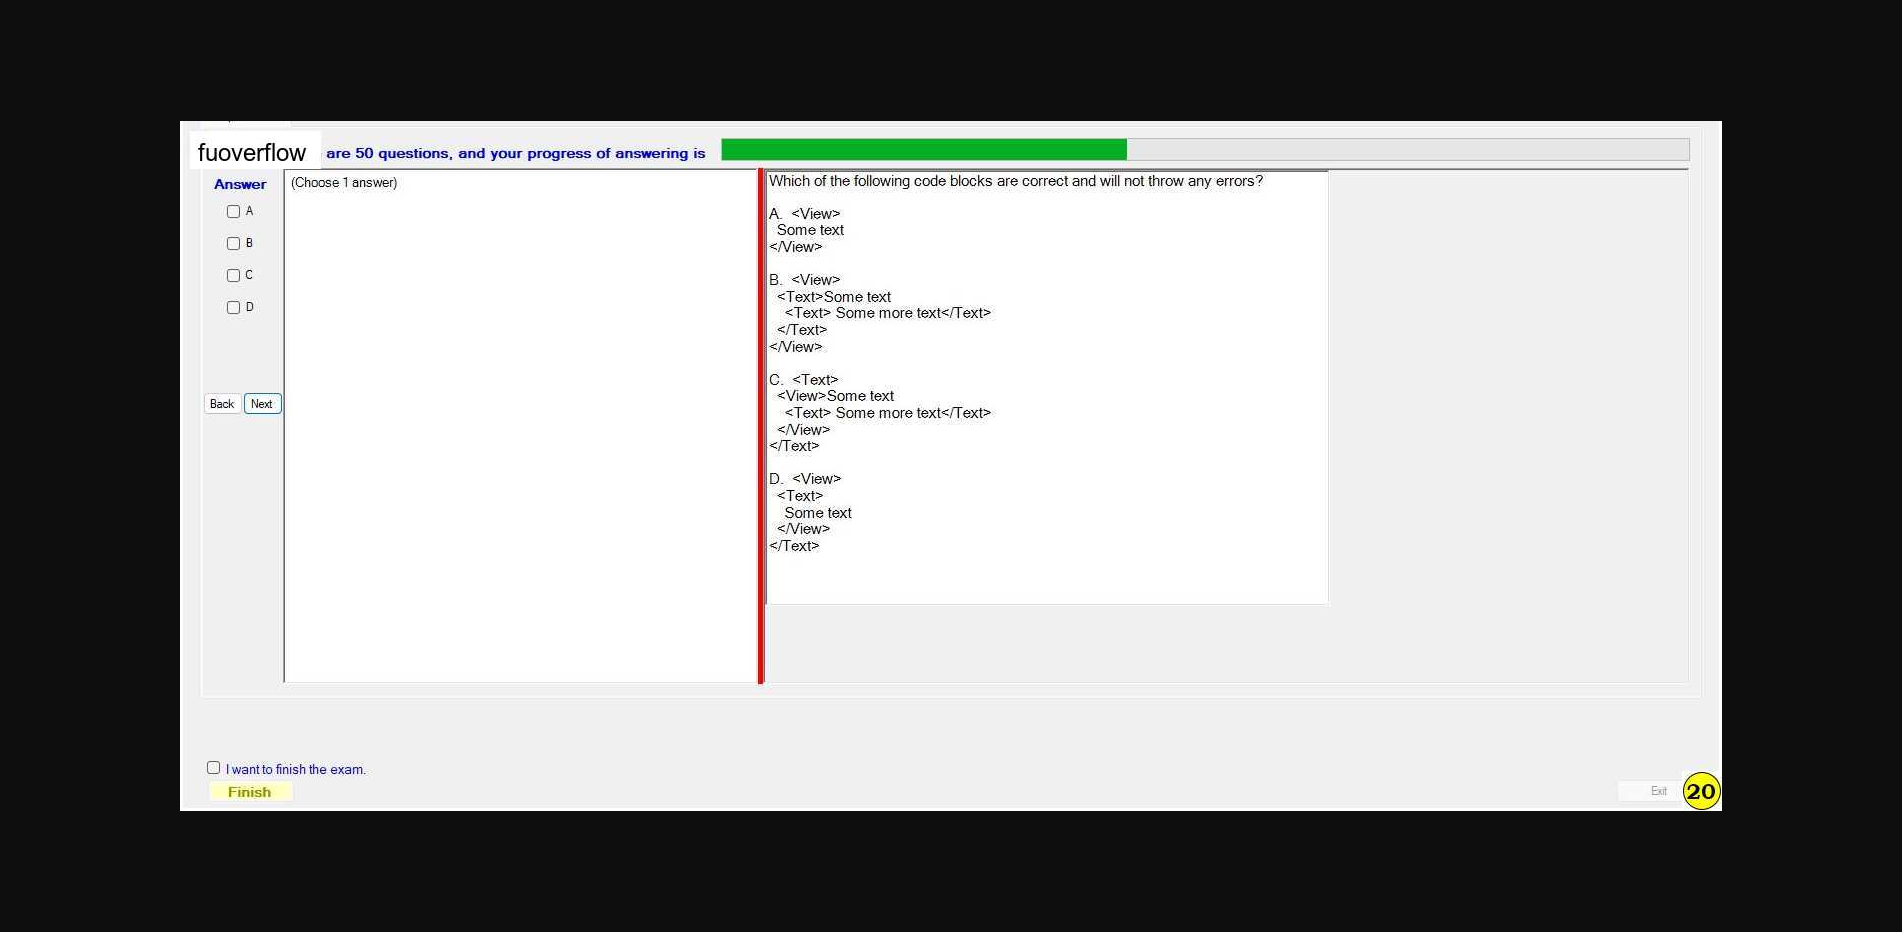 fuoverflow are 50 questions, and your progress of answering is
Answer
A
B
C
D
Back Next
(Choose 1 answer)
Which of the following code blocks are correct and will not throw any errors?
A. <View>
Some text
</View>
B. <View>
<Text>Some text
<Text> Some more text</Text>
</Text>
</View>
C. <Text>
<View>Some text
<Text> Some more text</Text>
</View>
</Text>
D. <View>
<Text>
Some text
</View>
</Text>
I want to finish the exam.
Finish
Exit
20